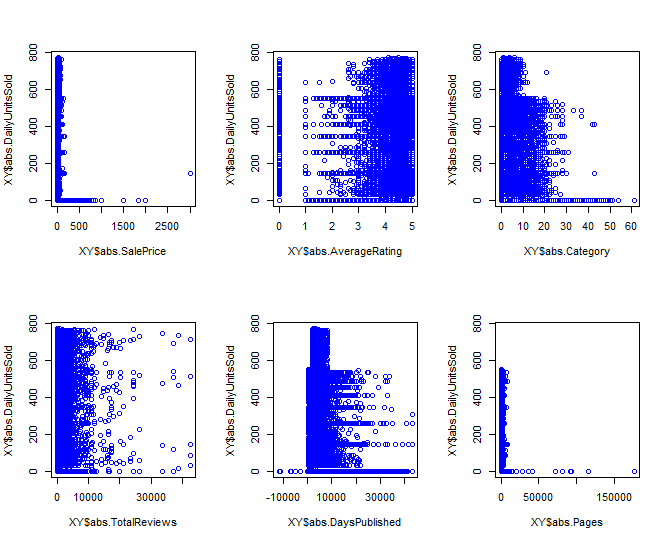 XY$abs.DailyUnitsSold
0 200 400 600 800
0 500 1500 2500
XY$abs.SalePrice
XY$abs.DailyUnitsSold
0 200 400 600 800
0 1 2 3 4 5
XY$abs.AverageRating
XY$abs.DailyUnitsSold
0 200 400 600 800
0 10 20 30 40 50 60
XY$abs.Category
XY$abs.DailyUnitsSold
0 200 400 600 800
0 10000 30000
XY$abs.TotalReviews
XY$abs.DailyUnitsSold
0 200 400 600 800
-10000 10000 30000
XY$abs.DaysPublished
XY$abs.DailyUnitsSold
0 200 400 600 800
0 50000 150000
XY$abs.Pages